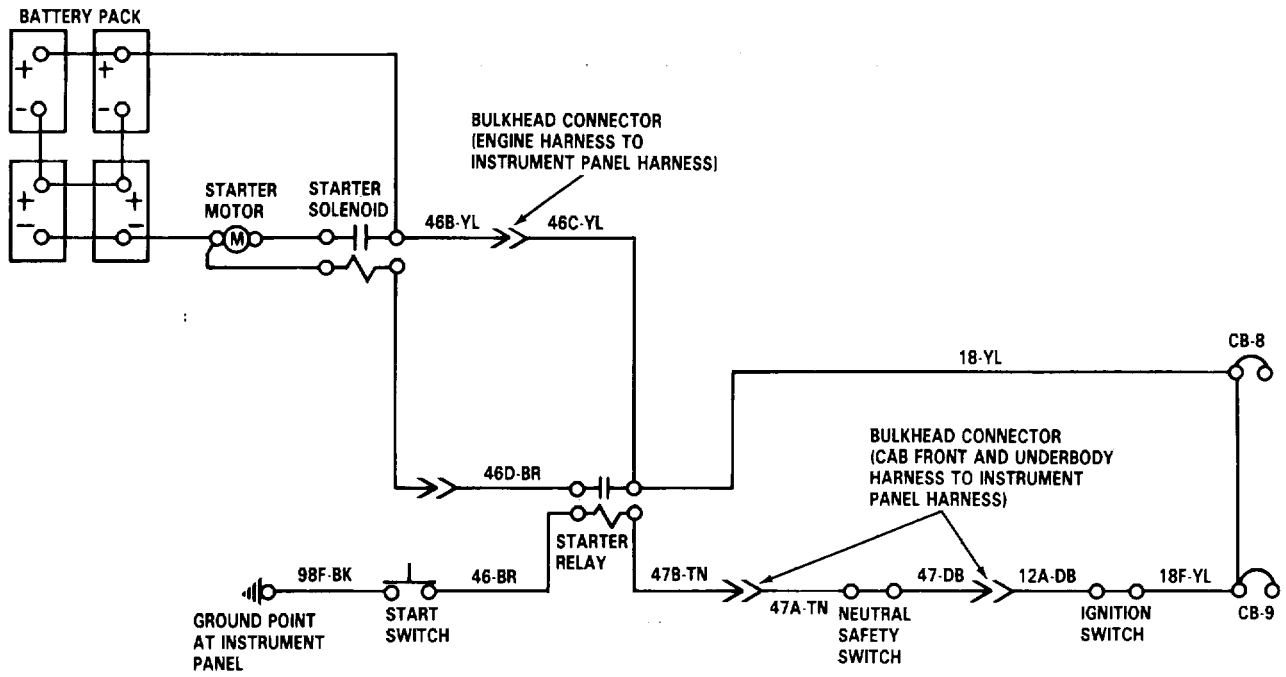 BATTERY PACK
+
+
-
-
+
+
-
-
STARTER
MOTOR
M
STARTER
SOLENOID
BULKHEAD CONNECTOR
(ENGINE HARNESS TO
INSTRUMENT PANEL HARNESS)
46B-YL
46C-YL
18-YL
CB-8
BULKHEAD CONNECTOR
(CAB FRONT AND UNDERBODY
HARNESS TO INSTRUMENT
PANEL HARNESS)
46D-BR
STARTER
RELAY
98F-BK
46-BR
47B-TN
47A-TN
47-DB
12A-DB
18F-YL
GROUND POINT
AT INSTRUMENT
PANEL
START
SWITCH
NEUTRAL
SAFETY
SWITCH
IGNITION
SWITCH
CB-9